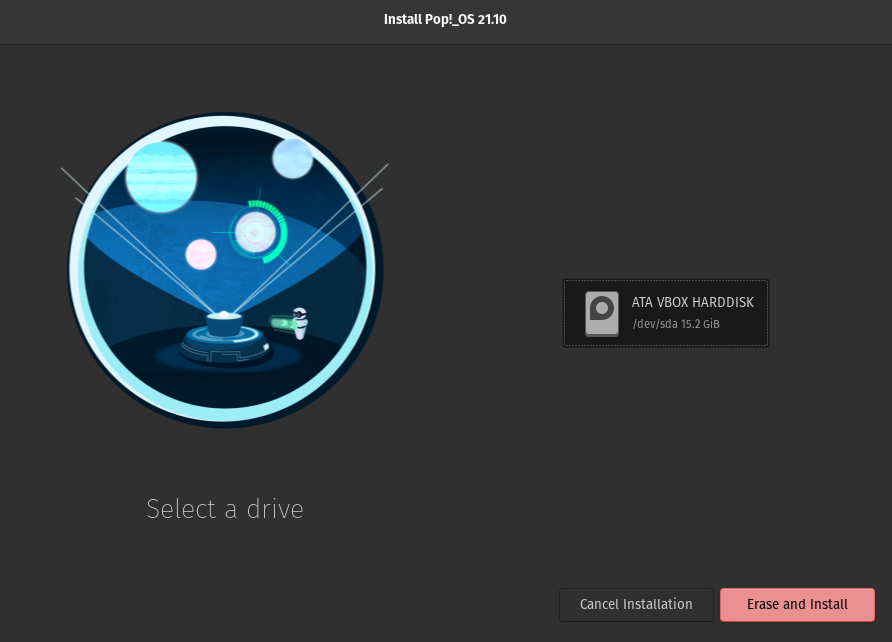 Install Pop!_OS 21.10
ATA VBOX HARDDISK
/dev/sda 15.2 GiB
Select a drive
Cancel Installation
Erase and Install